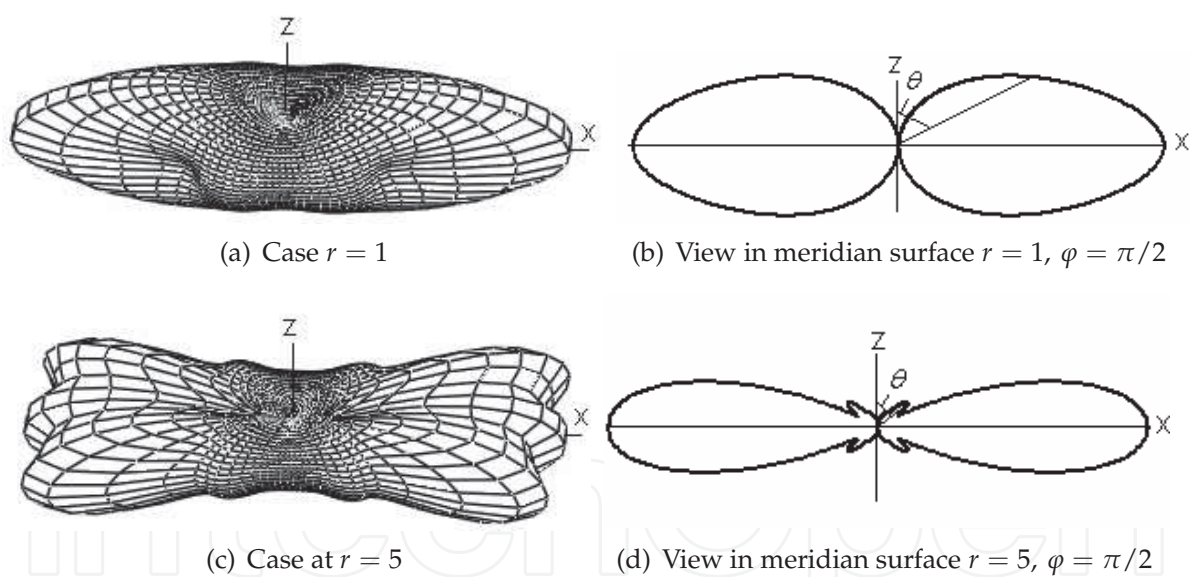 Z
X
(a) Case r = 1
Z
θ
X
(b) View in meridian surface r = 1, φ = π/2
Z
X
(c) Case at r = 5
Z
θ
X
(d) View in meridian surface r = 5, φ = π/2